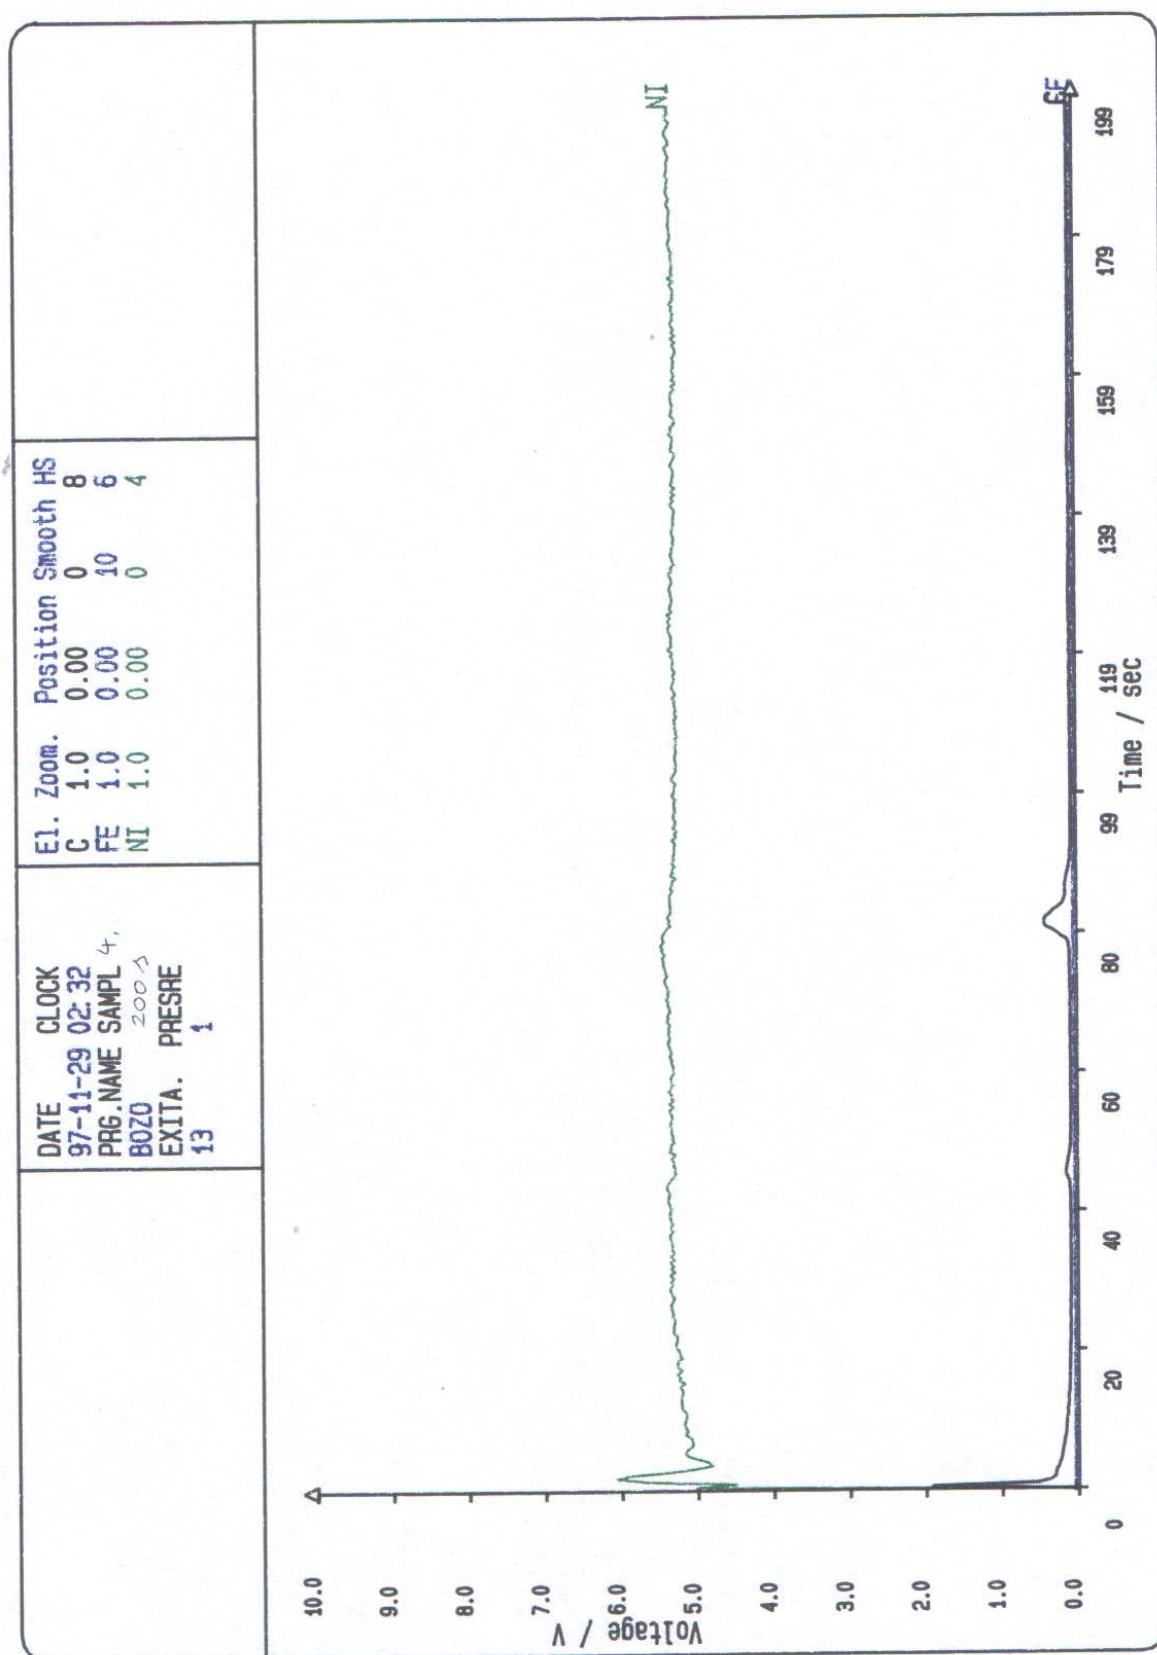 DATE CLOCK
97-11-29 02:32
PRG.NAME SAMPL 4,
BOZO 200s
EXITA. PRESRE
13 1
El. Zoom. Position Smooth HS
C 1.0 0.00 0 8
FE 1.0 0.00 10 6
NI 1.0 0.00 0 4
10.0
9.0
8.0
7.0
6.0
5.0
4.0
3.0
2.0
1.0
0.0
Voltage / V
NI
0 20 40 60 80 99 119 139 159 179 199
Time / sec